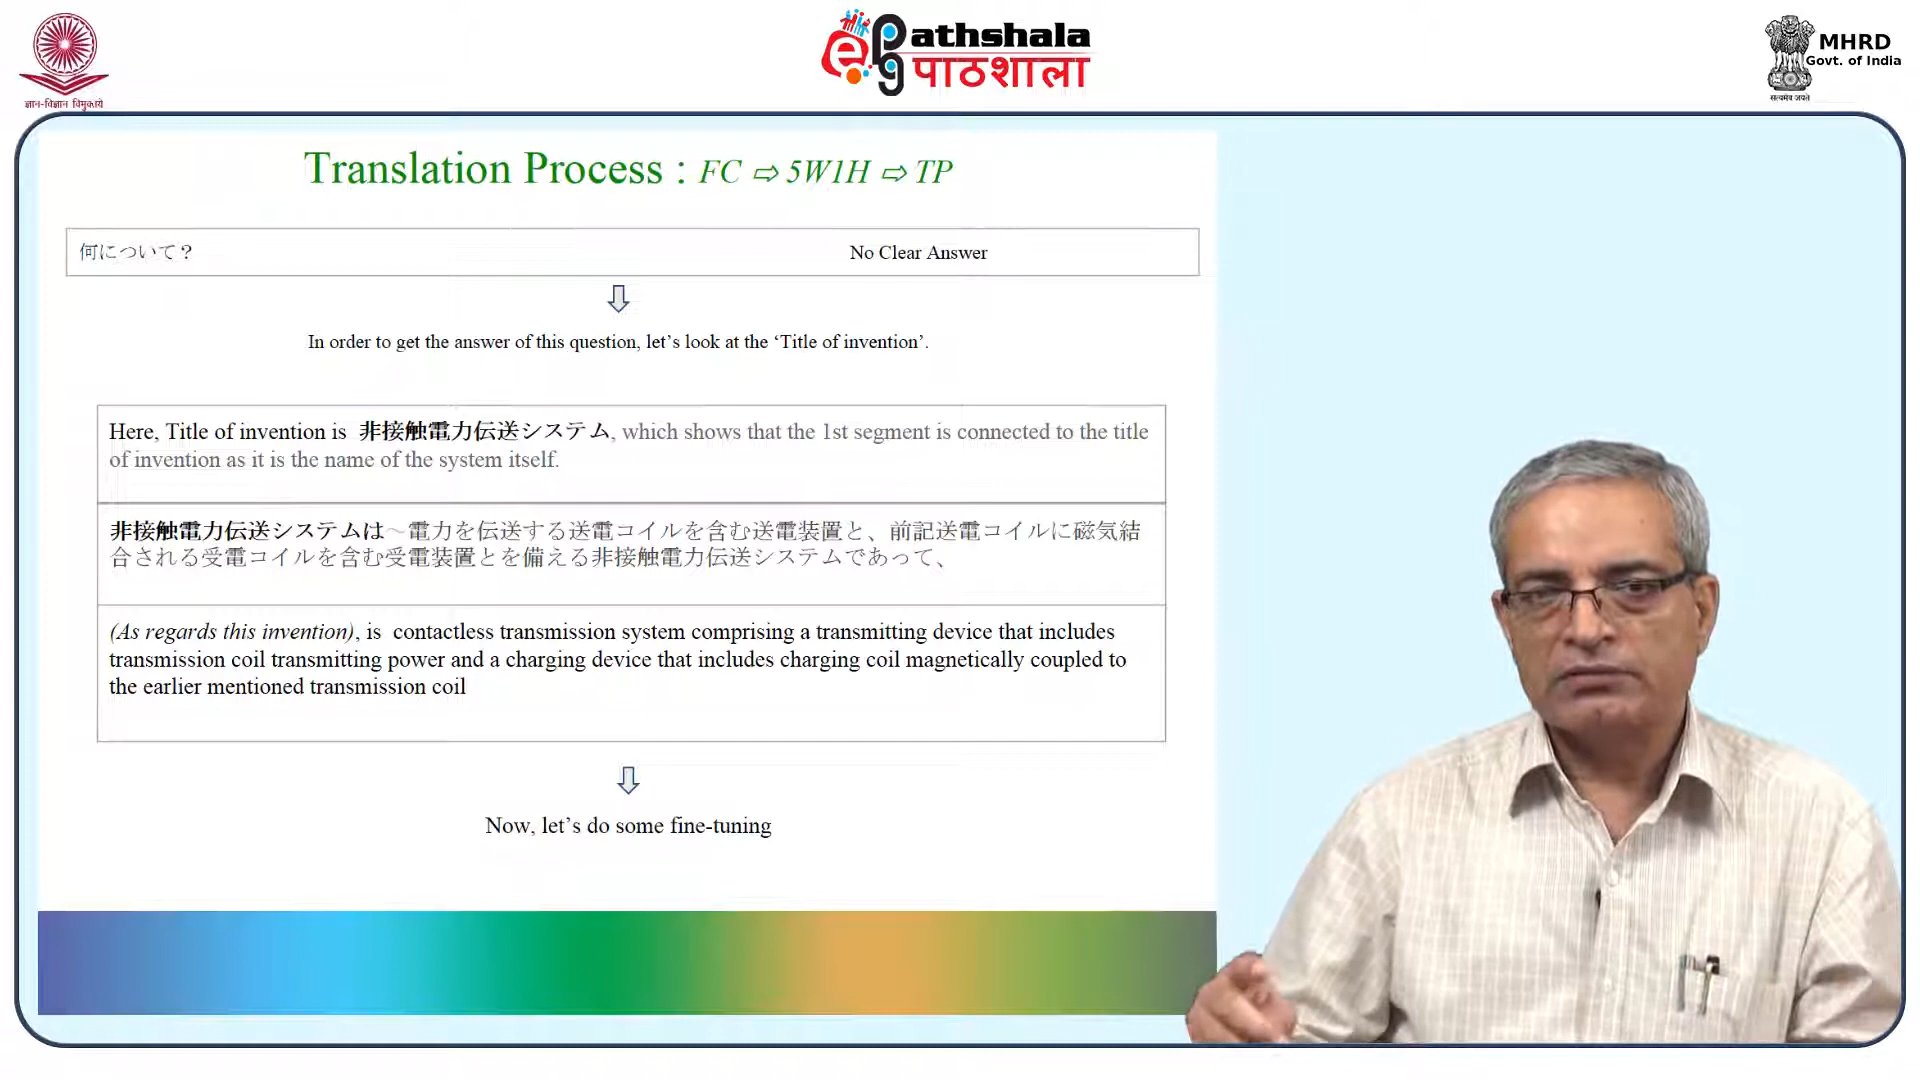 ज्ञान-विज्ञान विमुक्तये
ePathshala
पाठशाला
MHRD
Govt. of India
सत्यमेव जयते
Translation Process : FC ⇨ 5W1H ⇨ TP
何について？ No Clear Answer
In order to get the answer of this question, let’s look at the ‘Title of invention’.
Here, Title of invention is 非接触電力伝送システム, which shows that the 1st segment is connected to the title
of invention as it is the name of the system itself.
非接触電力伝送システムは～電力を伝送する送電コイルを含む送電装置と、前記送電コイルに磁気結
合される受電コイルを含む受電装置とを備える非接触電力伝送システムであって、
(As regards this invention), is contactless transmission system comprising a transmitting device that includes
transmission coil transmitting power and a charging device that includes charging coil magnetically coupled to
the earlier mentioned transmission coil
Now, let’s do some fine-tuning